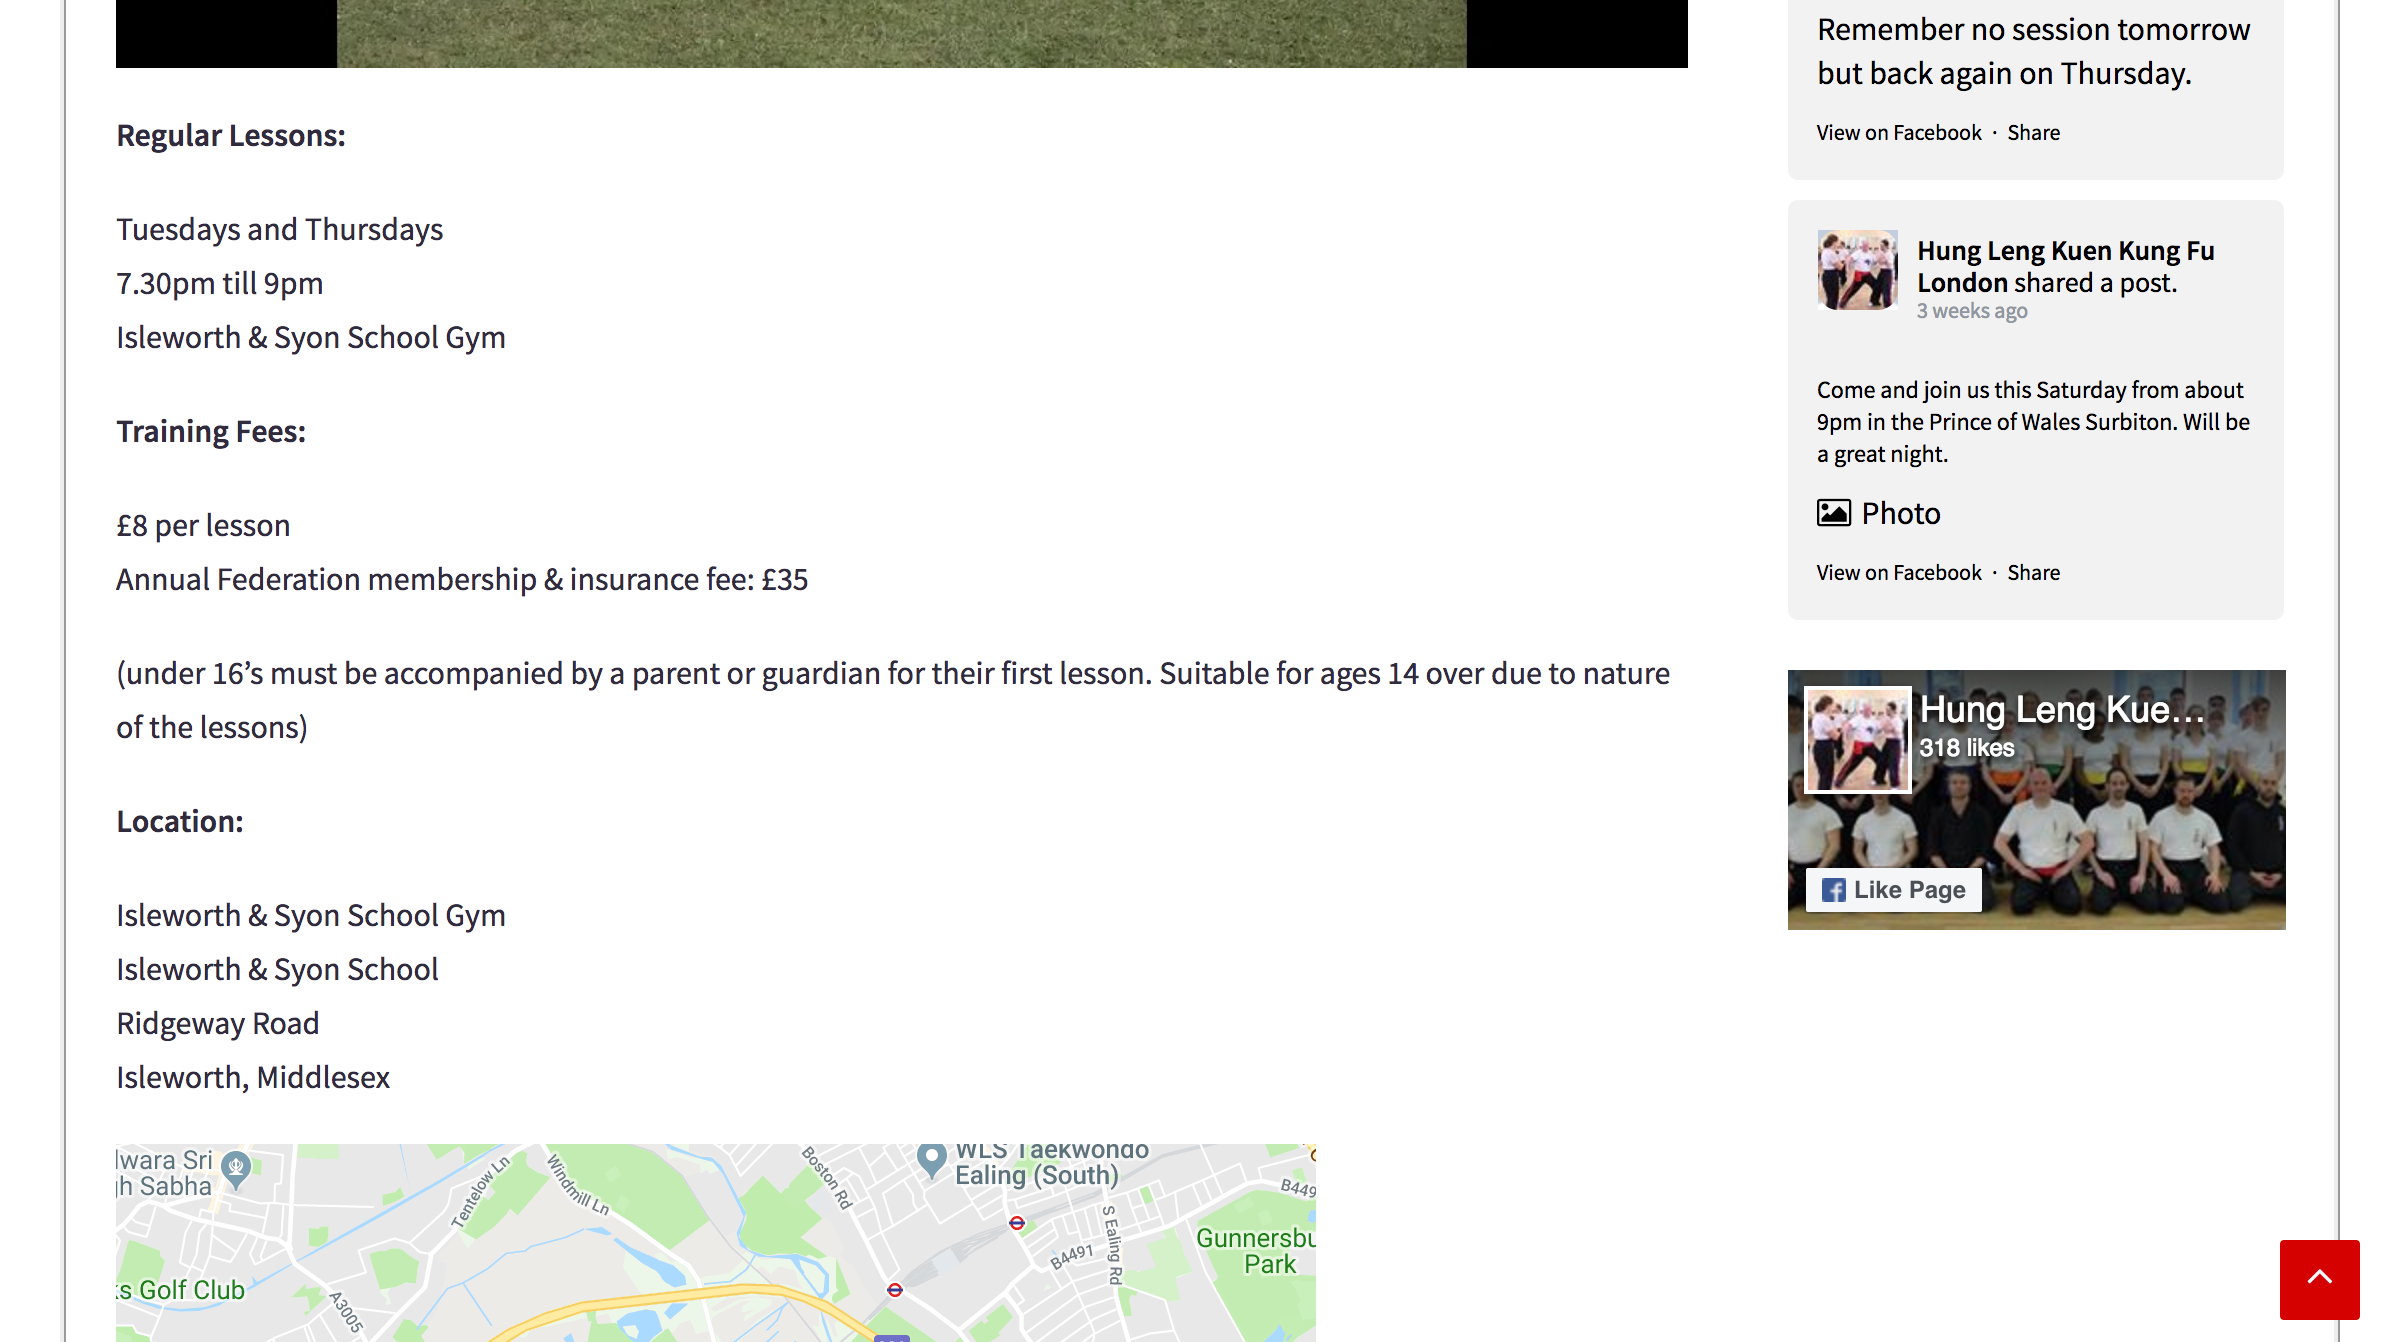 Regular Lessons:
Tuesdays and Thursdays
7.30pm till 9pm
Isleworth & Syon School Gym
Training Fees:
£8 per lesson
Annual Federation membership & insurance fee: £35
(under 16’s must be accompanied by a parent or guardian for their first lesson. Suitable for ages 14 over due to nature
of the lessons)
Location:
Isleworth & Syon School Gym
Isleworth & Syon School
Ridgeway Road
Isleworth, Middlesex
lwara Sri
jh Sabha
Tentelow Ln
Windmill Ln
Boston Rd
WLS Taekwondo
Ealing (South)
B449
S Ealing Rd
B4491
Gunnersbu
Park
ks Golf Club
A3005
Remember no session tomorrow
but back again on Thursday.
View on Facebook · Share
Hung Leng Kuen Kung Fu
London shared a post.
3 weeks ago
Come and join us this Saturday from about
9pm in the Prince of Wales Surbiton. Will be
a great night.
Photo
View on Facebook · Share
Hung Leng Kue...
318 likes
Like Page